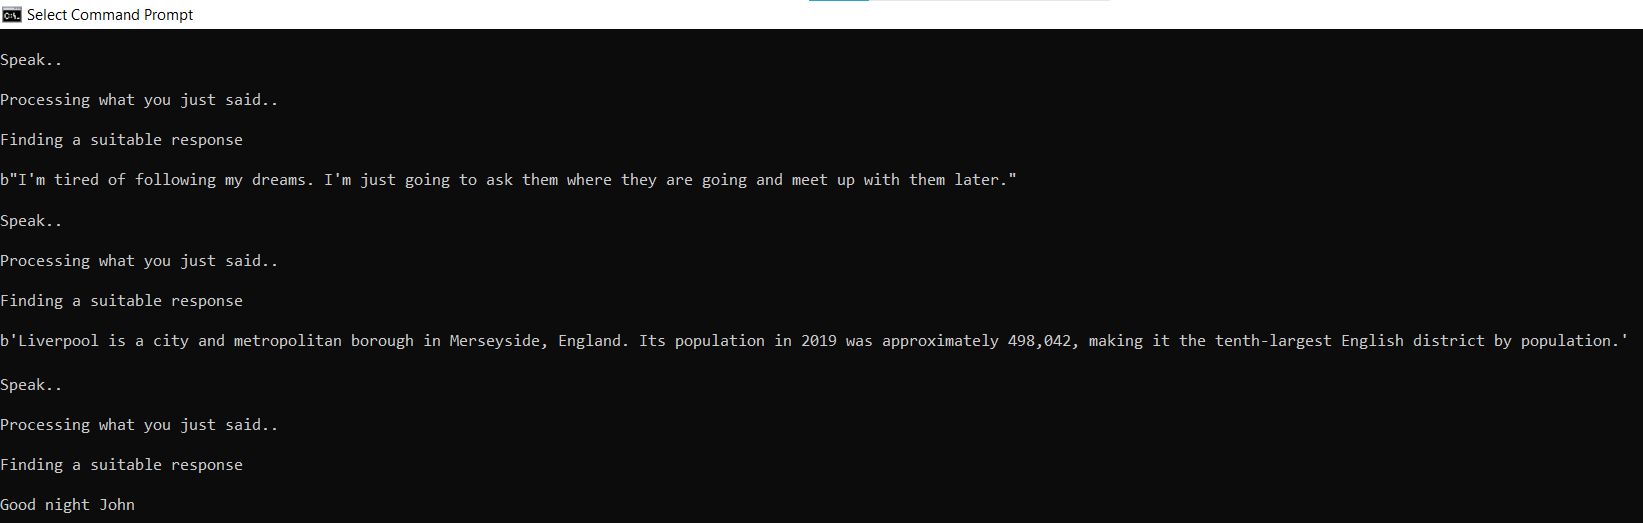 Select Command Prompt
Speak..
Processing what you just said..
Finding a suitable response
b"I'm tired of following my dreams. I'm just going to ask them where they are going and meet up with them later."
Speak..
Processing what you just said..
Finding a suitable response
b'Liverpool is a city and metropolitan borough in Merseyside, England. Its population in 2019 was approximately 498,042, making it the tenth-largest English district by population.'
Speak..
Processing what you just said..
Finding a suitable response
Good night John